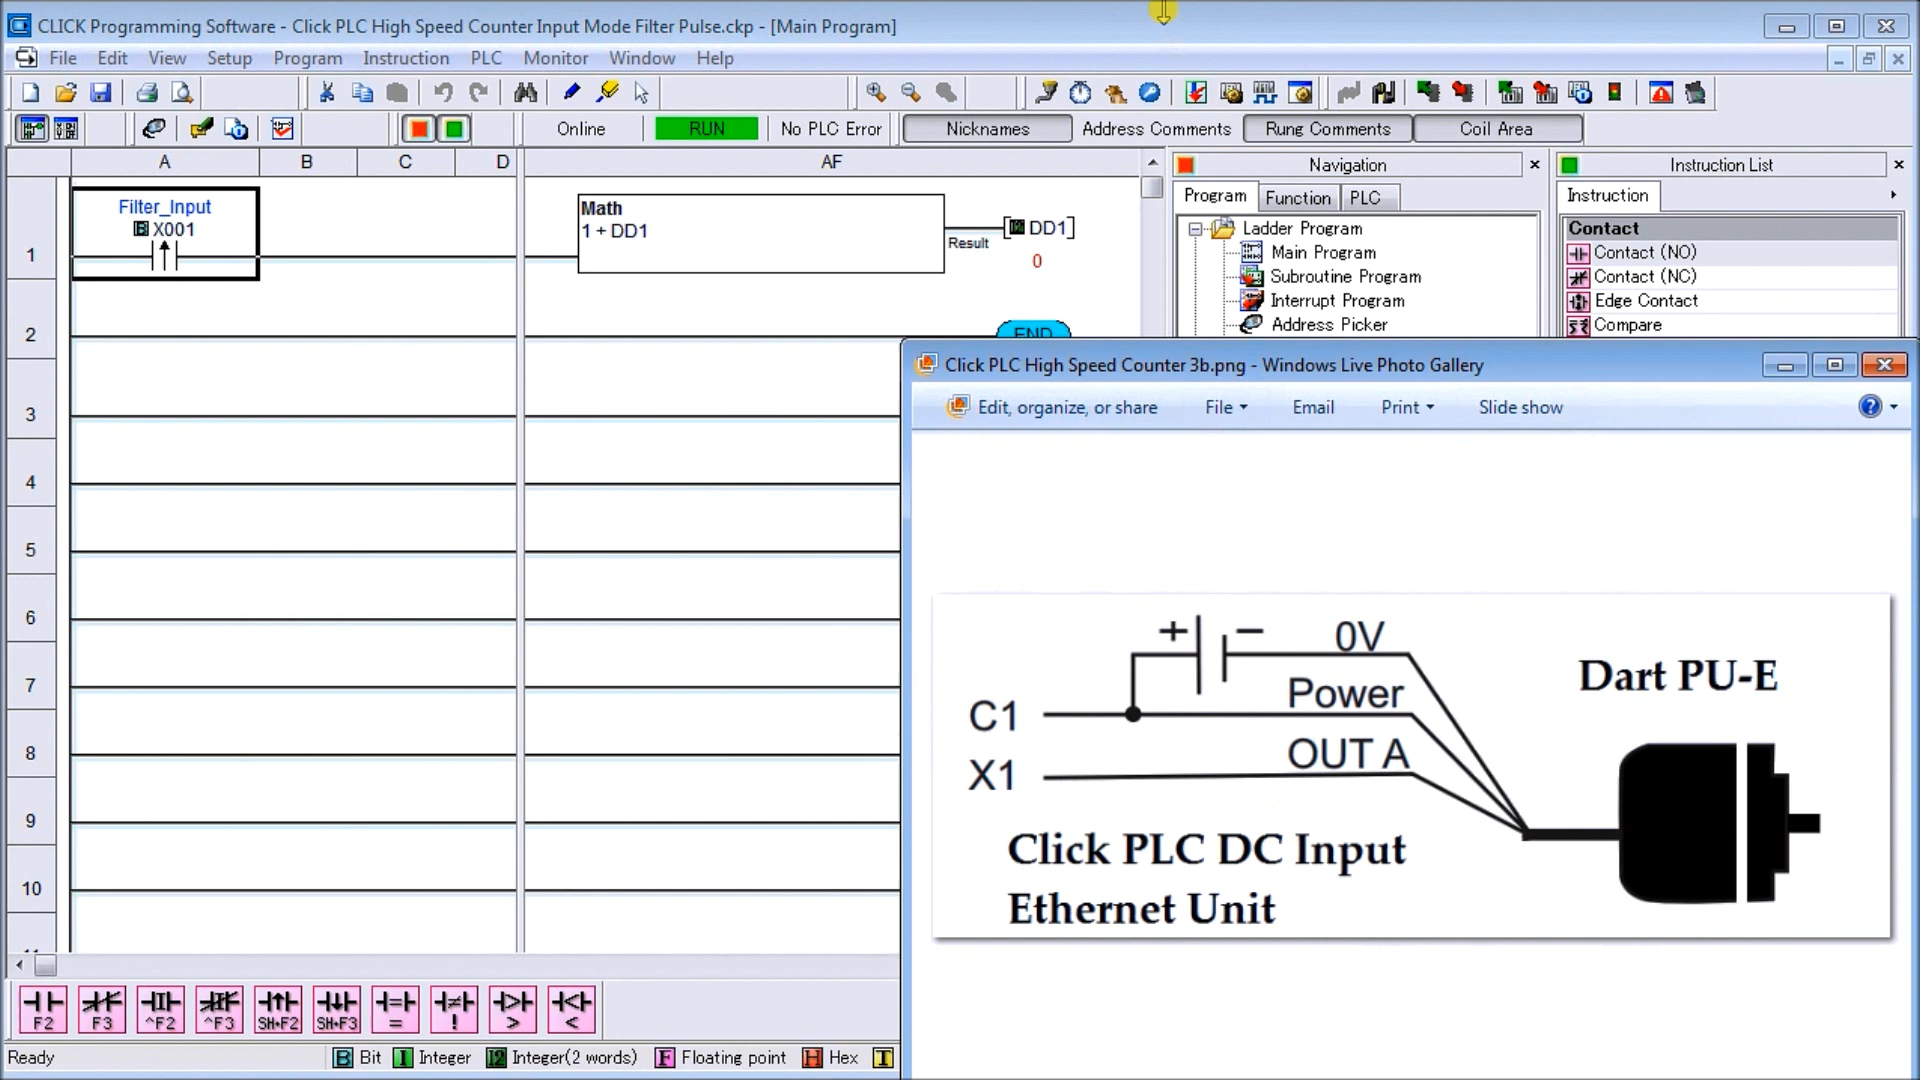 CLICK Programming Software - Click PLC High Speed Counter Input Mode Filter Pulse.ckp - [Main Program]
File Edit View Setup Program Instruction PLC Monitor Window Help
Online RUN No PLC Error Nicknames Address Comments Rung Comments Coil Area
A B C D AF
Navigation
Instruction List
Program Function PLC
Instruction
Filter_Input
X001
1
Math
1 + DD1
Result
DD1
0
Ladder Program
Main Program
Subroutine Program
Interrupt Program
Address Picker
Contact
Contact (NO)
Contact (NC)
Edge Contact
Compare
2
END
3
4
5
6
7
8
9
10
Click PLC High Speed Counter 3b.png - Windows Live Photo Gallery
Edit, organize, or share File Email Print Slide show
+ − 0V
Dart PU-E
C1 Power
X1 OUT A
Click PLC DC Input
Ethernet Unit
F2 F3 ^F2 ^F3 SH+F2 SH+F3 = ! > <
Ready B Bit I Integer I2 Integer(2 words) F Floating point H Hex T